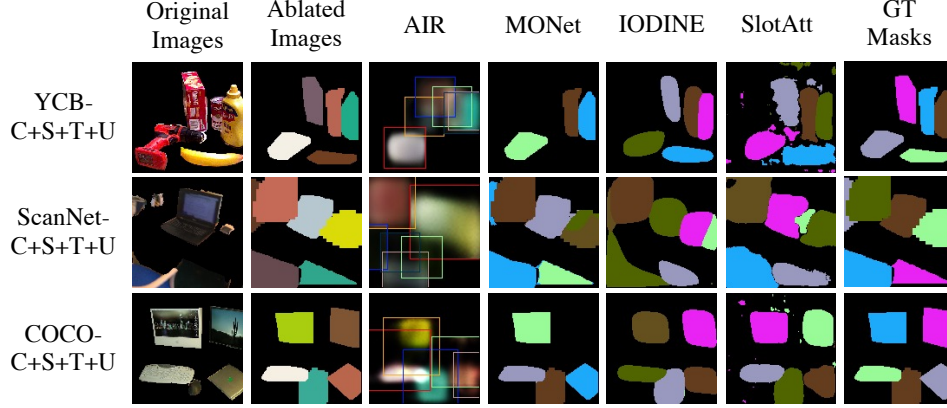 Original Images
Ablated Images
AIR
MONet
IODINE
SlotAtt
GT Masks
YCB-
C+S+T+U
ScanNet-
C+S+T+U
COCO-
C+S+T+U